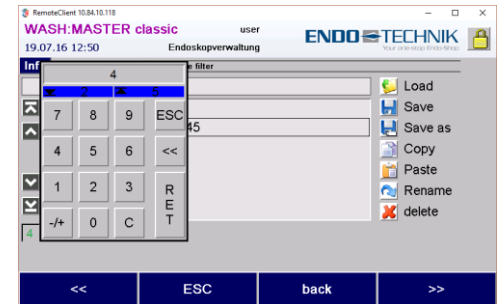 RemoteClient 10.84.10.118
WASH:MASTER classic
user
19.07.16 12:50
Endoskopverwaltung
ENDO TECHNIK
Your one-stop Endo-Shop
Inf
e filter
4
2
5
7 8 9 ESC
45
4 5 6 <<
1 2 3 RET
-/+ 0 C
4
Load
Save
Save as
Copy
Paste
Rename
delete
<< ESC back >>